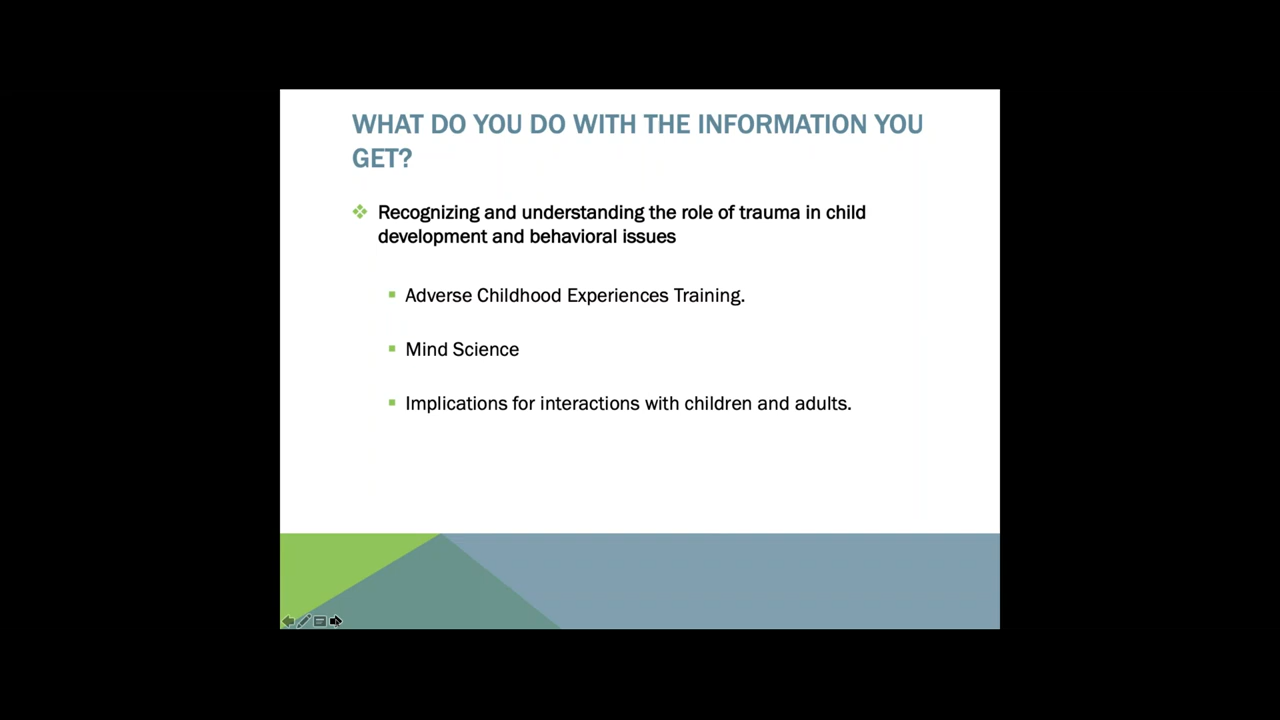 WHAT DO YOU DO WITH THE INFORMATION YOU
GET?
Recognizing and understanding the role of trauma in child
development and behavioral issues
Adverse Childhood Experiences Training.
Mind Science
Implications for interactions with children and adults.